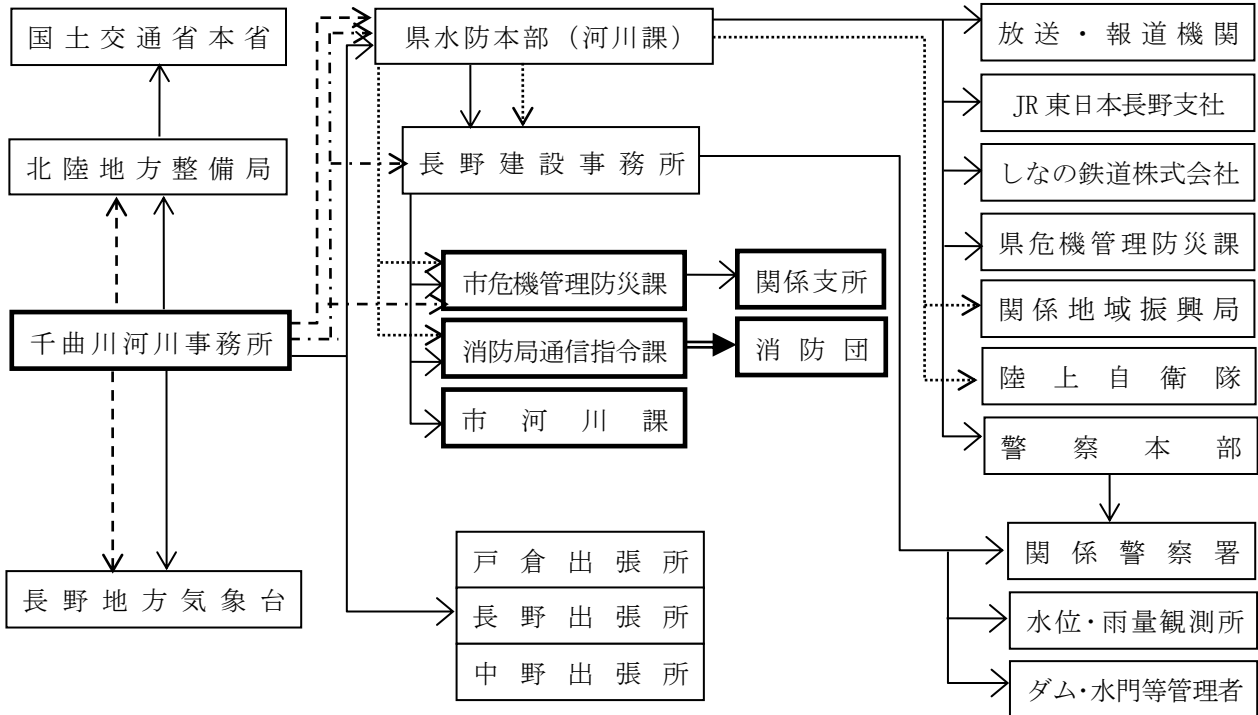 国土交通省本省
北陸地方整備局
千曲川河川事務所
長野地方気象台
県水防本部（河川課）
長野建設事務所
市危機管理防災課
消防局通信指令課
市河川課
関係支所
消防団
戸倉出張所
長野出張所
中野出張所
放送・報道機関
JR東日本長野支社
しなの鉄道株式会社
県危機管理防災課
関係地域振興局
陸上自衛隊
警察本部
関係警察署
水位・雨量観測所
ダム・水門等管理者